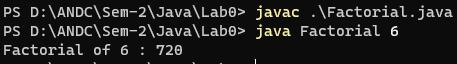 PS D:\ANDC\Sem-2\Java\Lab0> javac .\Factorial.java
PS D:\ANDC\Sem-2\Java\Lab0> java Factorial 6
Factorial of 6 : 720